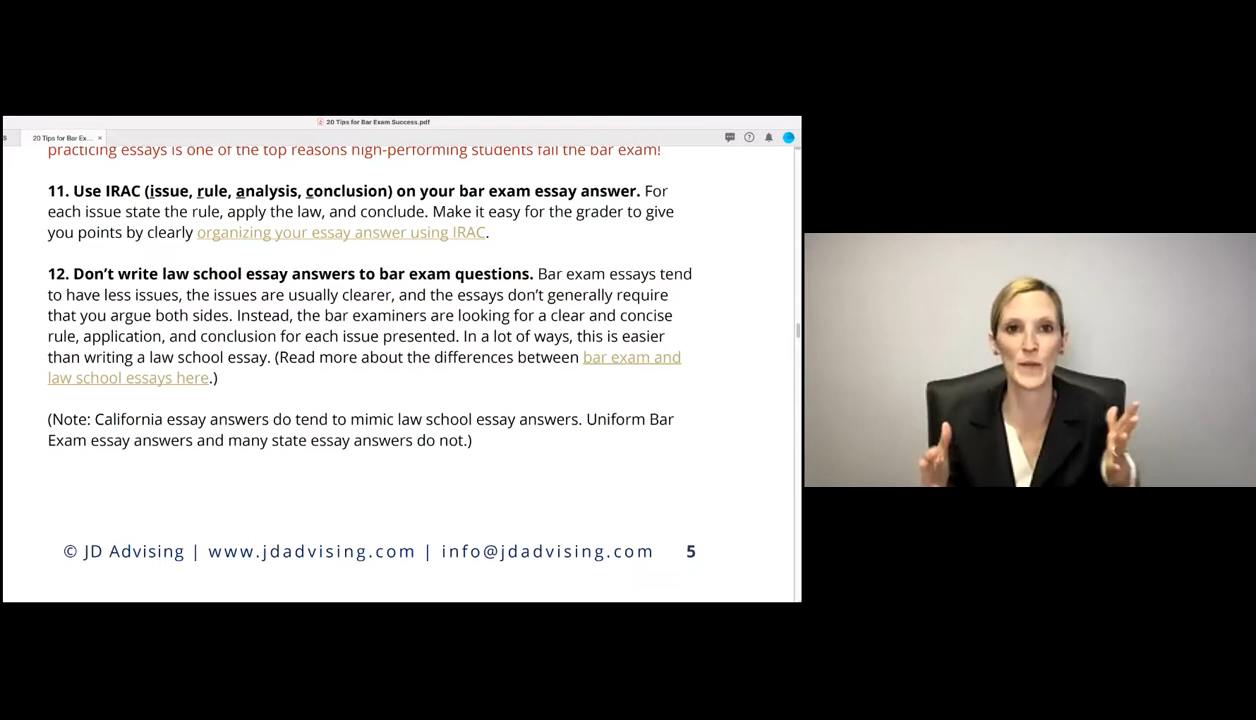 20 Tips for Bar Exam Success.pdf
s
20 Tips for Bar Ex... ×
practicing essays is one of the top reasons high-performing students fail the bar exam!
11. Use IRAC (issue, rule, analysis, conclusion) on your bar exam essay answer. For
each issue state the rule, apply the law, and conclude. Make it easy for the grader to give
you points by clearly organizing your essay answer using IRAC.
12. Don’t write law school essay answers to bar exam questions. Bar exam essays tend
to have less issues, the issues are usually clearer, and the essays don’t generally require
that you argue both sides. Instead, the bar examiners are looking for a clear and concise
rule, application, and conclusion for each issue presented. In a lot of ways, this is easier
than writing a law school essay. (Read more about the differences between bar exam and
law school essays here.)
(Note: California essay answers do tend to mimic law school essay answers. Uniform Bar
Exam essay answers and many state essay answers do not.)
© JD Advising | www.jdadvising.com | info@jdadvising.com 5